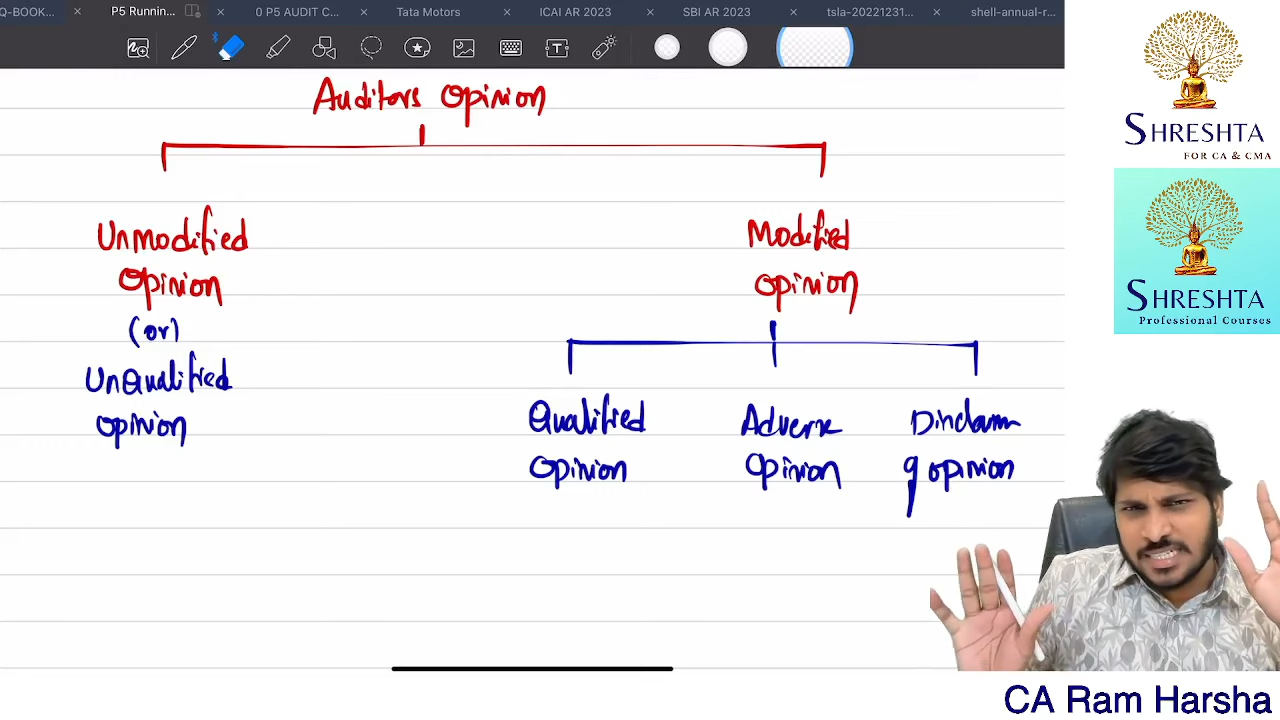 Q-BOOK...
P5 Runnin...
0 P5 AUDIT C...
Tata Motors
ICAI AR 2023
SBI AR 2023
tsla-20221231...
shell-annual-r...
Auditors Opinion
Unmodified
Opinion
(or)
UnQualified
opinion
Modified
opinion
Qualified
Opinion
Adverse
Opinion
of opinion
SHRESHTA
FOR CA & CMA
SHRESHTA
Professional Courses
CA Ram Harsha